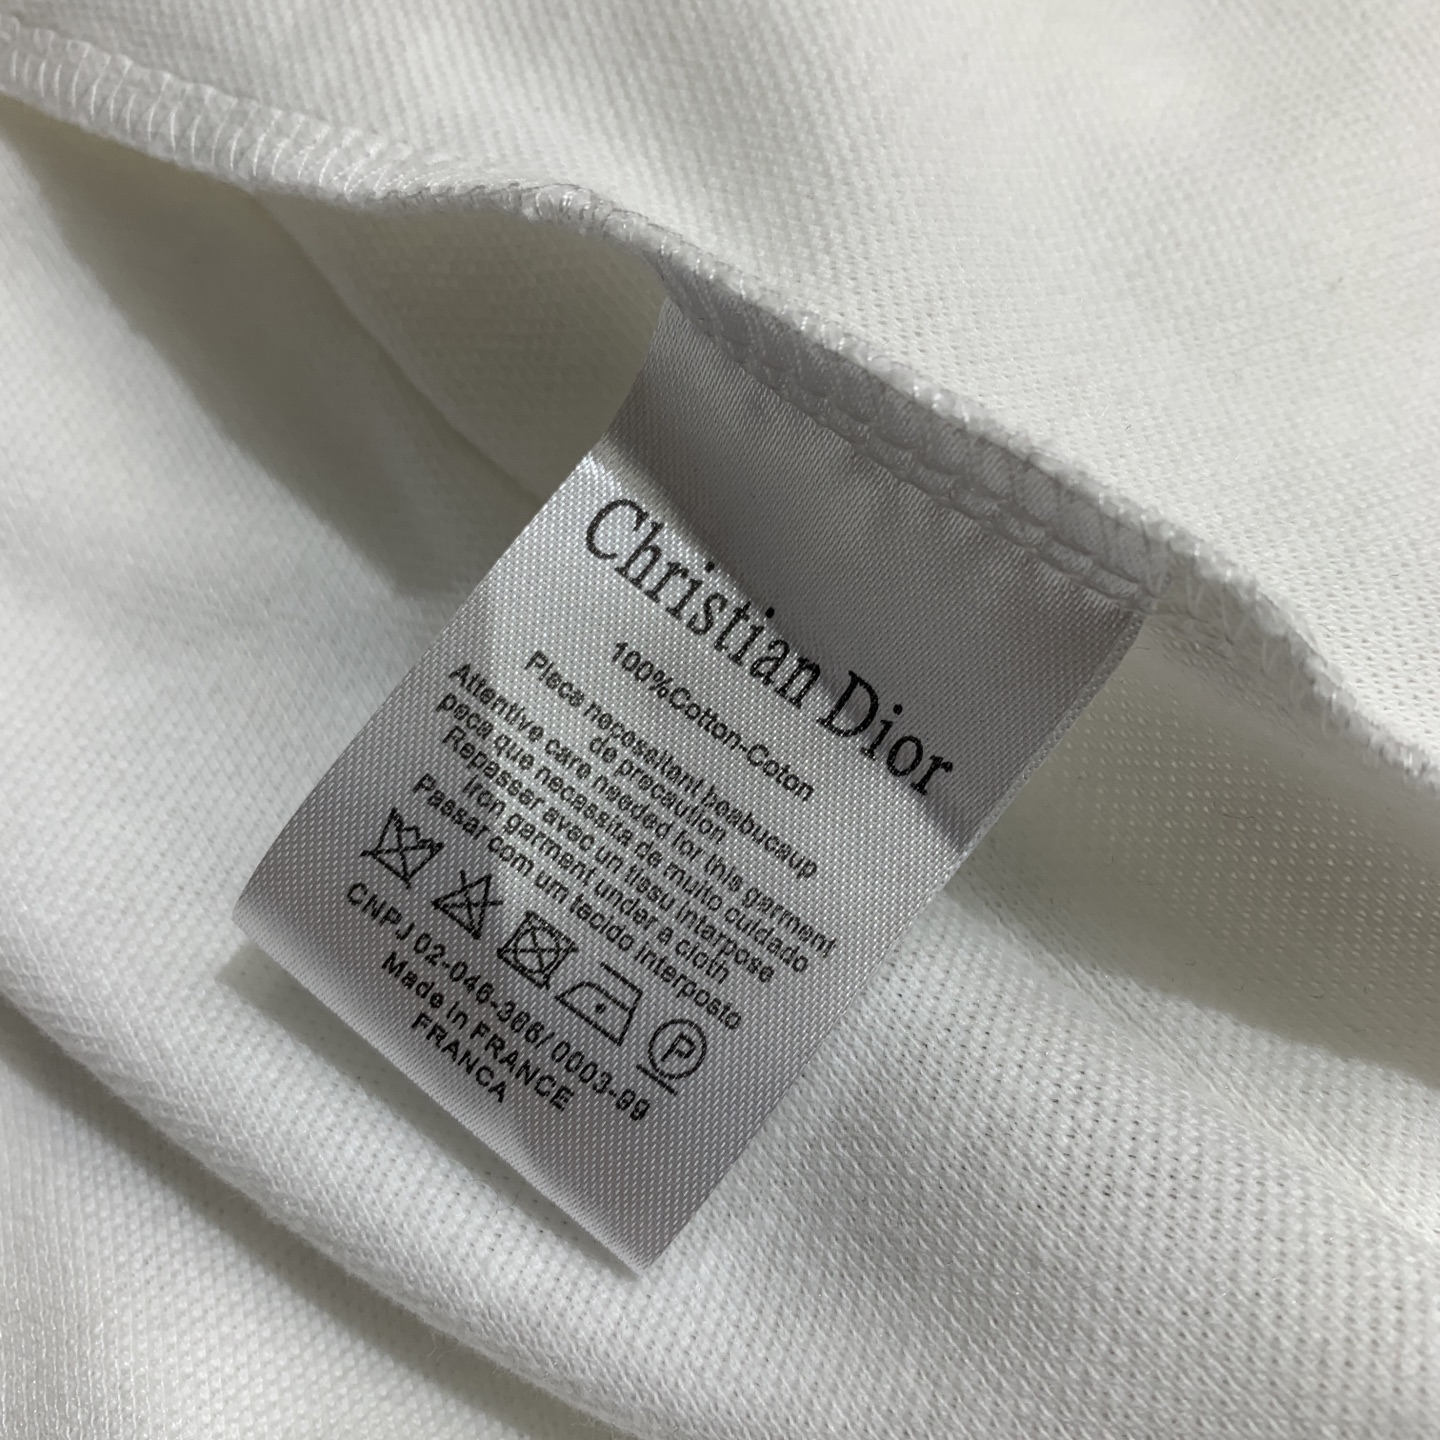 Christian Dior
100%Cotton-Coton
Piece necoseitent beabucaup
de precaution
Attentive care needed for this garment
peca que necessita de muito cuidado
Repasser avec un tissu interpose
Iron garment under a cloth
Passar com um tecido interposto
P
CNPJ 02-046-366/0003-99
Made in FRANCE
FRANCA